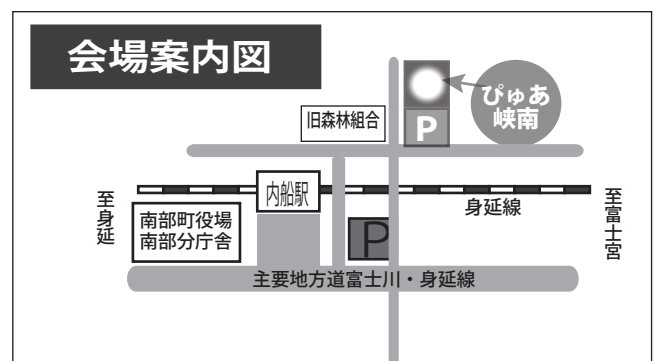 会場案内図
ぴゅあ
峡南
P
旧森林組合
内船駅
至身延
南部町役場
南部分庁舎
身延線
至富士宮
P
主要地方道富士川・身延線